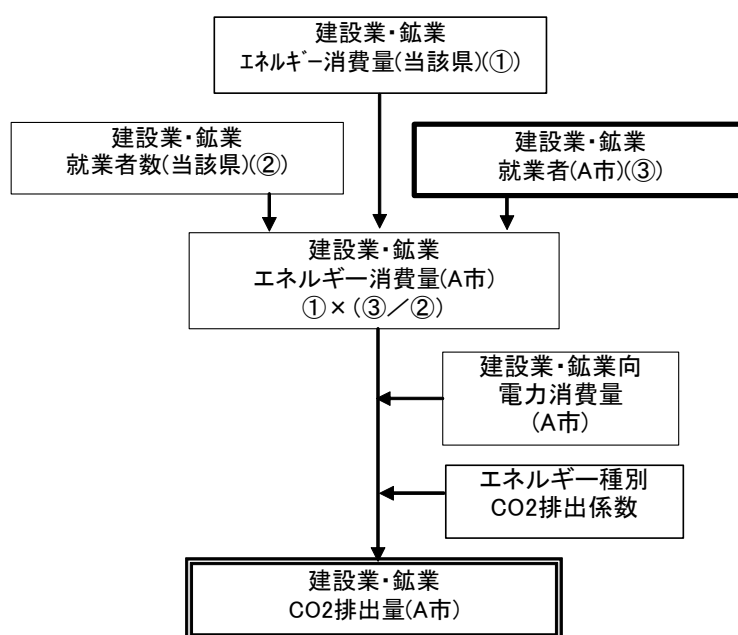 建設業・鉱業
エネルギー消費量(当該県)(①)
建設業・鉱業
就業者数(当該県)(②)
建設業・鉱業
就業者(A市)(③)
建設業・鉱業
エネルギー消費量(A市)
①×(③／②)
建設業・鉱業向
電力消費量
(A市)
エネルギー種別
CO2排出係数
建設業・鉱業
CO2排出量(A市)